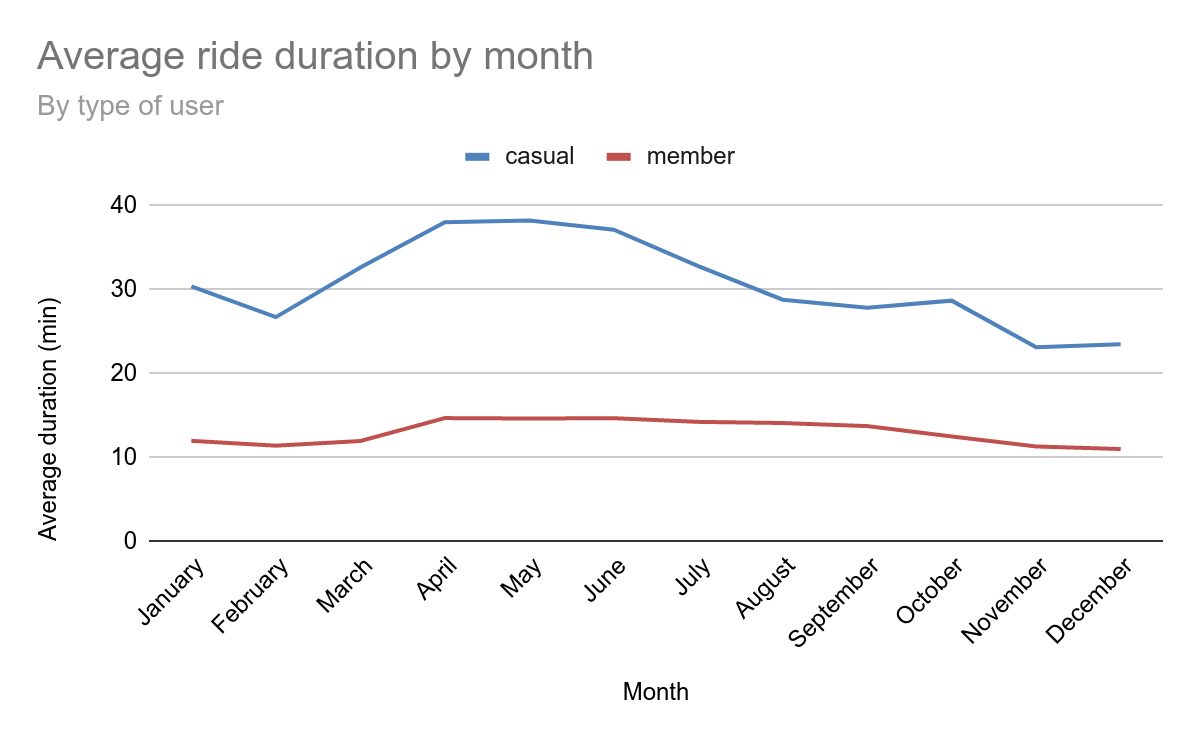 Average ride duration by month
By type of user
casual
member
40
30
20
10
0
Average duration (min)
January
February
March
April
May
June
July
August
September
October
November
December
Month